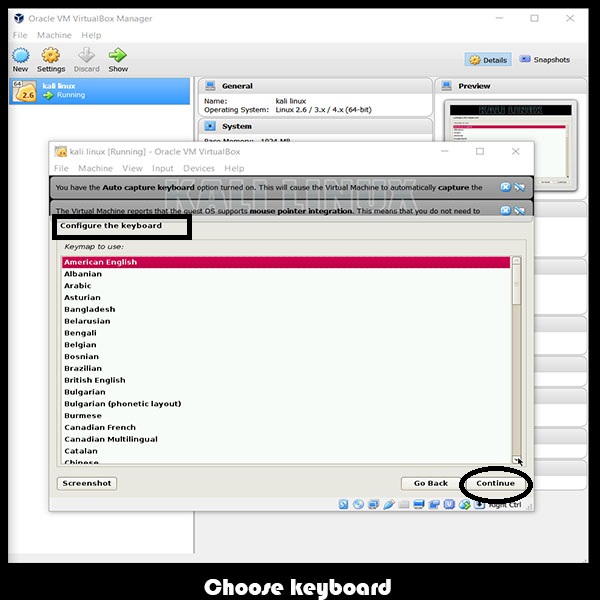 Oracle VM VirtualBox Manager
File Machine Help
New Settings Discard Show
Details Snapshots
64
2.6
kali linux
Running
General
Name: kali linux
Operating System: Linux 2.6 / 3.x / 4.x (64-bit)
System
Base Memory: 1024 MB
Preview
kali linux [Running] - Oracle VM VirtualBox
File Machine View Input Devices Help
You have the Auto capture keyboard option turned on. This will cause the Virtual Machine to automatically capture the
The Virtual Machine reports that the guest OS supports mouse pointer integration. This means that you do not need to
KALI LINUX
Configure the keyboard
Keymap to use:
American English
Albanian
Arabic
Asturian
Bangladesh
Belarusian
Bengali
Belgian
Bosnian
Brazilian
British English
Bulgarian
Bulgarian (phonetic layout)
Burmese
Canadian French
Canadian Multilingual
Catalan
Chinese
Screenshot
Go Back Continue
Right Ctrl
Choose keyboard